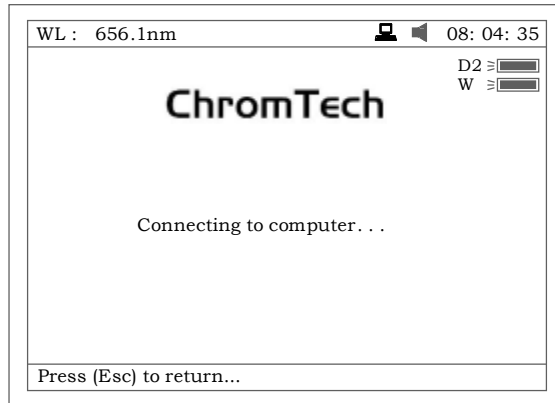 WL : 656.1nm 08: 04: 35
D2
W
ChromTech
Connecting to computer. . .
Press (Esc) to return...